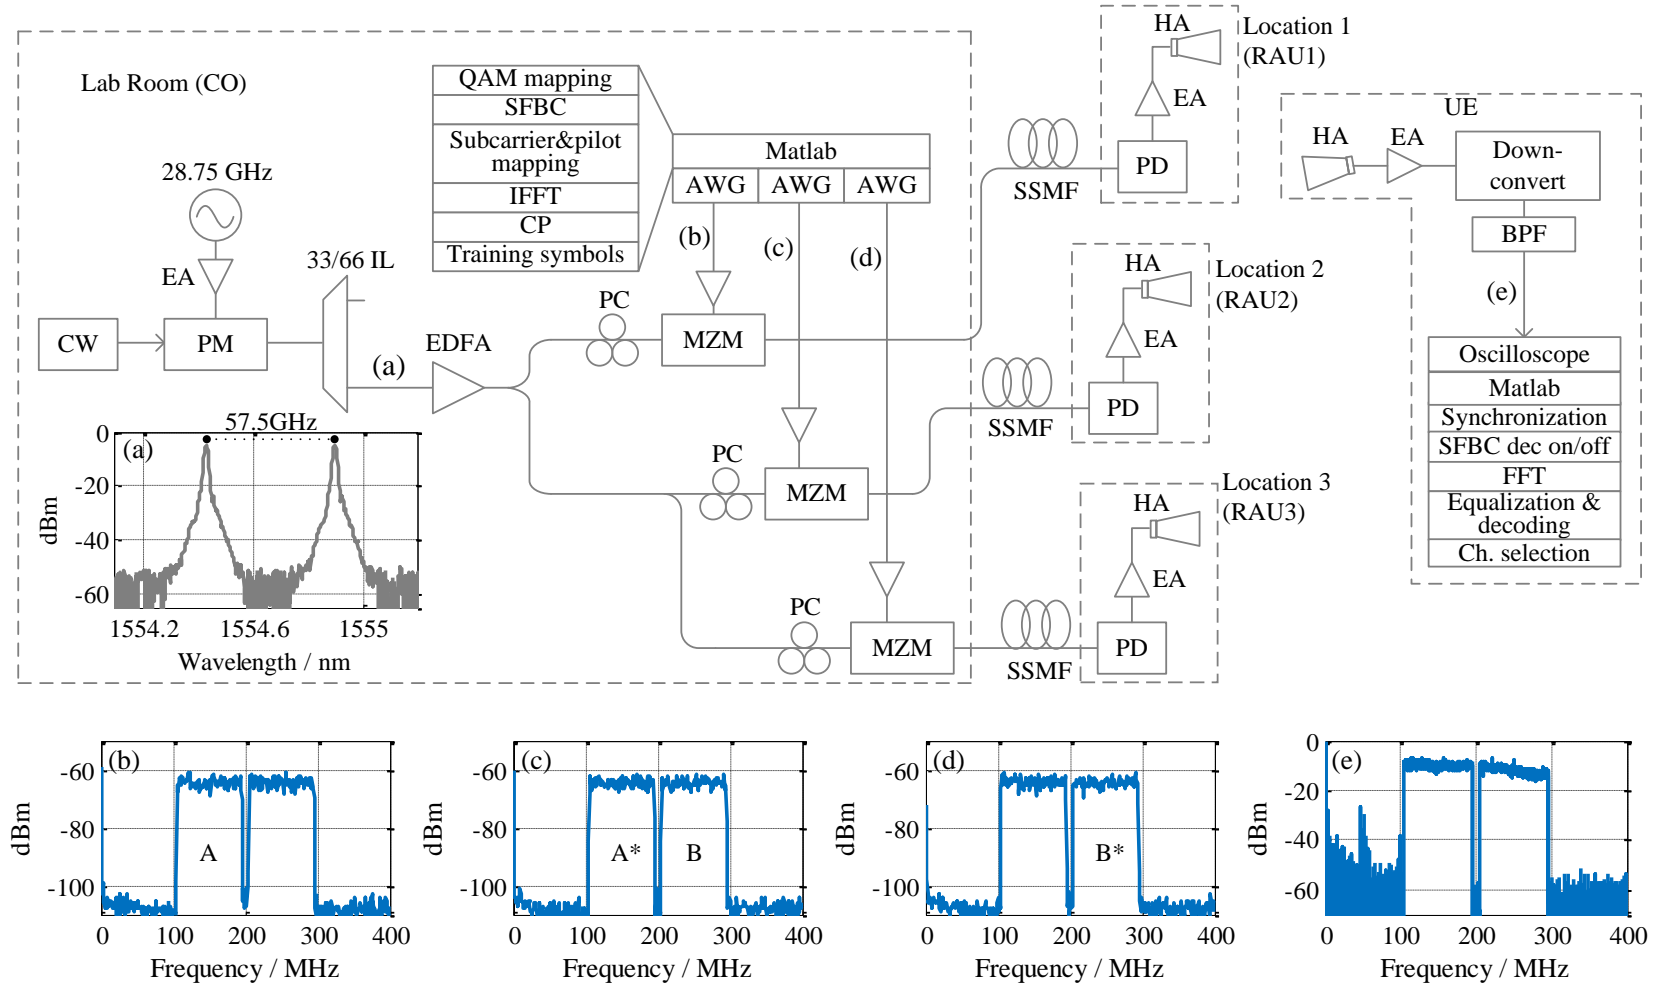 Lab Room (CO)
28.75 GHz
EA
33/66 IL
CW
PM
(a)
EDFA
QAM mapping
SFBC
Subcarrier&pilot
mapping
IFFT
CP
Training symbols
Matlab
AWG
AWG
AWG
(b)
(c)
(d)
PC
MZM
PC
MZM
PC
MZM
SSMF
SSMF
SSMF
HA
EA
PD
Location 1
(RAU1)
HA
EA
PD
Location 2
(RAU2)
HA
EA
PD
Location 3
(RAU3)
UE
HA
EA
Down-
convert
BPF
(e)
Oscilloscope
Matlab
Synchronization
SFBC dec on/off
FFT
Equalization &
decoding
Ch. selection
57.5GHz
(a)
0
-20
-40
-60
dBm
1554.2
1554.6
1555
Wavelength / nm
(b)
-60
-80
-100
dBm
A
0
100
200
300
400
Frequency / MHz
(c)
-60
-80
-100
dBm
A*
B
0
100
200
300
400
Frequency / MHz
(d)
-60
-80
-100
dBm
B*
0
100
200
300
400
Frequency / MHz
(e)
0
-20
-40
-60
dBm
0
100
200
300
400
Frequency / MHz